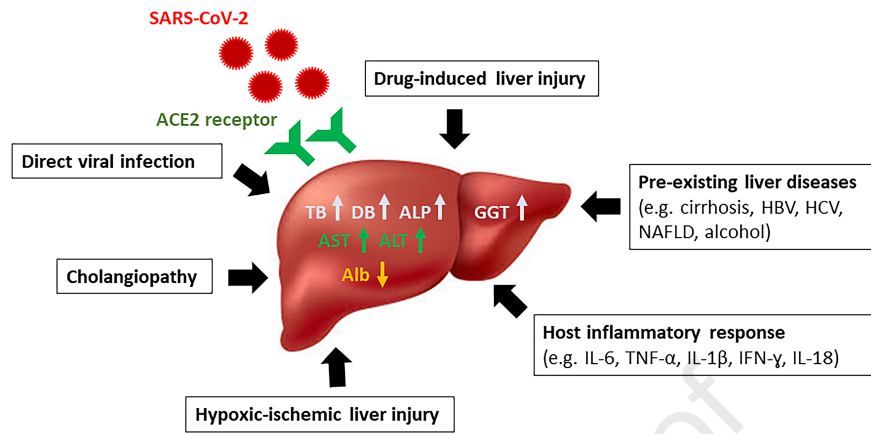 SARS-CoV-2
ACE2 receptor
Drug-induced liver injury
Direct viral infection
Pre-existing liver diseases
(e.g. cirrhosis, HBV, HCV,
NAFLD, alcohol)
TB DB ALP GGT
AST ALT
Alb
Cholangiopathy
Host inflammatory response
(e.g. IL-6, TNF-α, IL-1β, IFN-ɣ, IL-18)
Hypoxic-ischemic liver injury
of